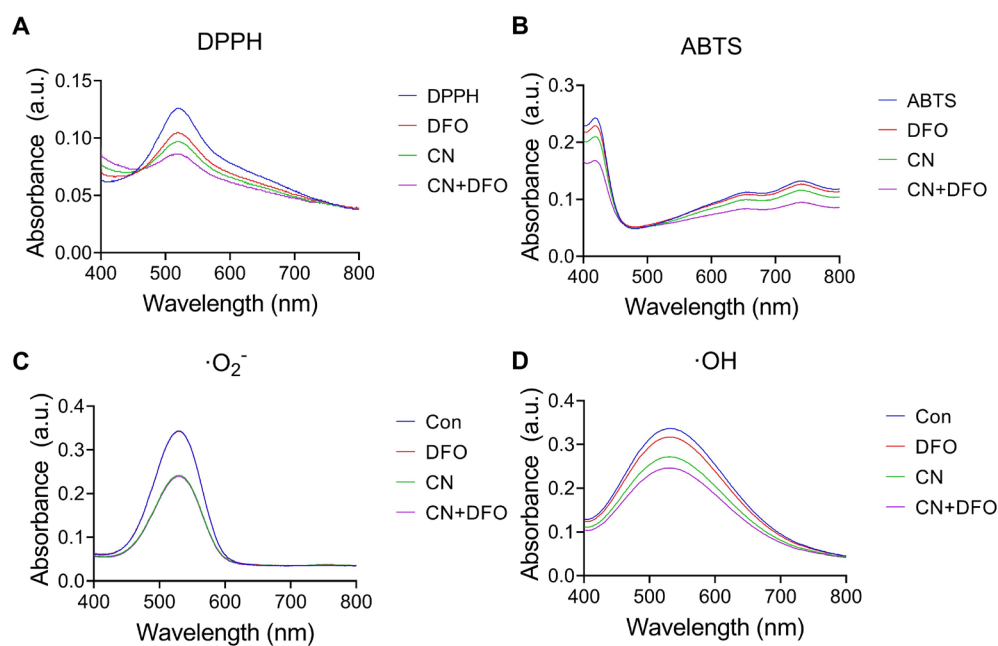 A
DPPH
Absorbance (a.u.)
0.15
0.10
0.05
0.00
400 500 600 700 800
Wavelength (nm)
DPPH
DFO
CN
CN+DFO
B
ABTS
Absorbance (a.u.)
0.3
0.2
0.1
0.0
400 500 600 700 800
Wavelength (nm)
ABTS
DFO
CN
CN+DFO
C
·O₂⁻
Absorbance (a.u.)
0.4
0.3
0.2
0.1
0.0
400 500 600 700 800
Wavelength (nm)
Con
DFO
CN
CN+DFO
D
·OH
Absorbance (a.u.)
0.4
0.3
0.2
0.1
0.0
400 500 600 700 800
Wavelength (nm)
Con
DFO
CN
CN+DFO